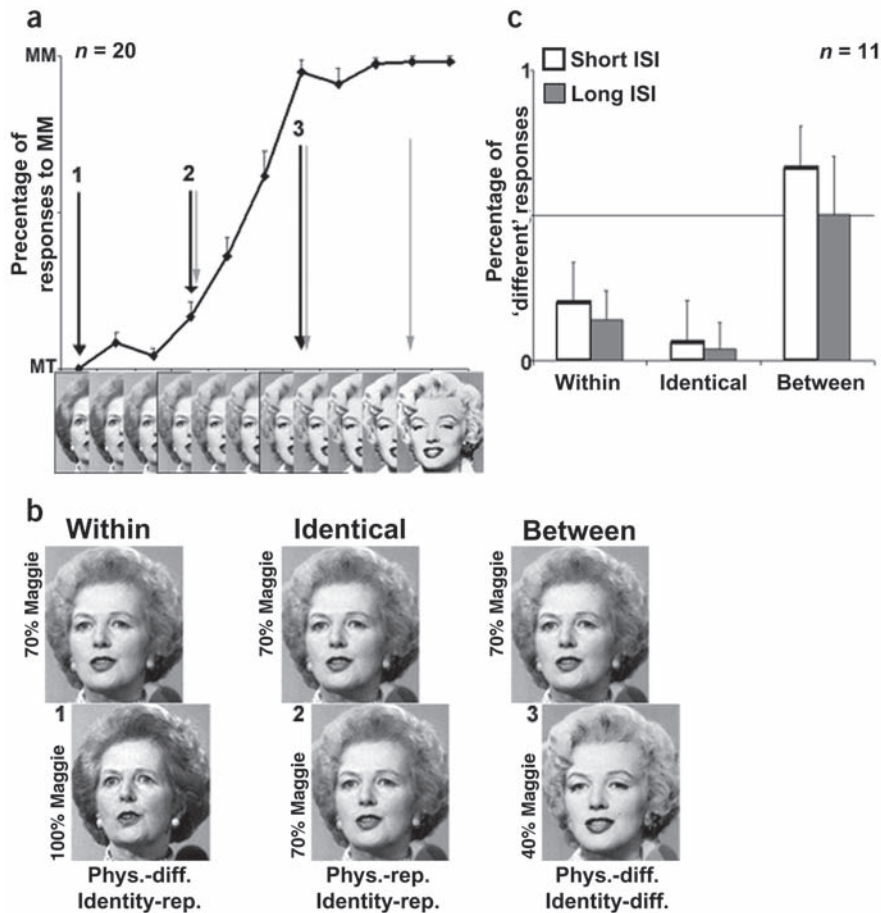 a
n = 20
MM
MT
Precentage of
responses to MM
1
2
3
c
n = 11
Short ISI
Long ISI
1
0
Percentage of
'different' responses
Within
Identical
Between
b
Within
Identical
Between
70% Maggie
70% Maggie
70% Maggie
1
2
3
100% Maggie
70% Maggie
40% Maggie
Phys.-diff.
Identity-rep.
Phys.-rep.
Identity-rep.
Phys.-diff.
Identity-diff.